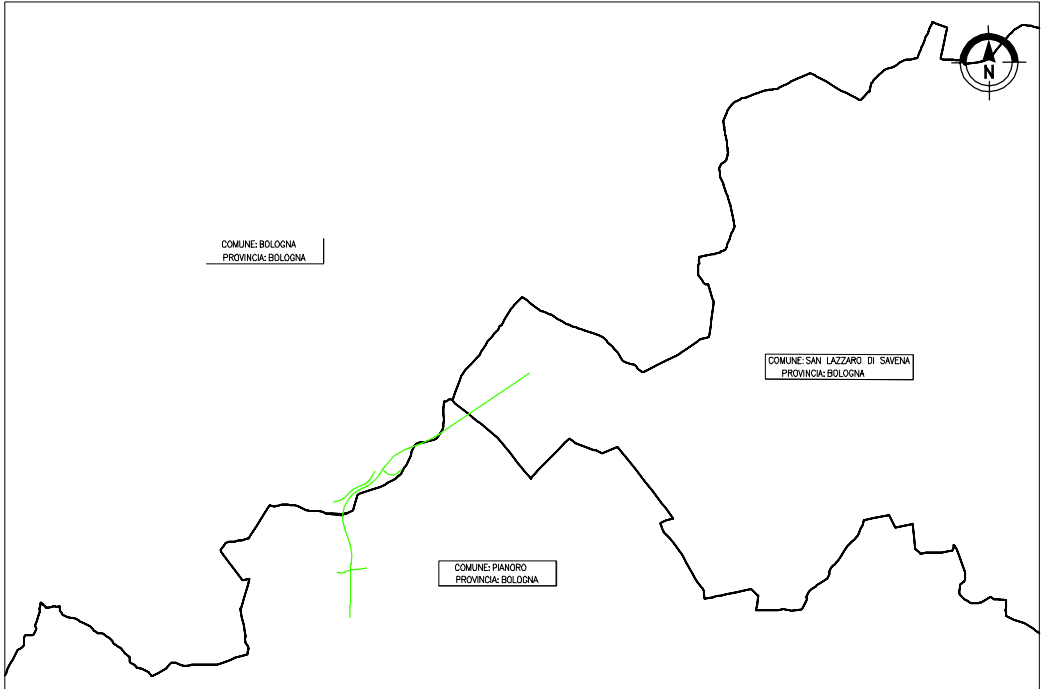 N
COMUNE: BOLOGNA
PROVINCIA: BOLOGNA
COMUNE: SAN LAZZARO DI SAVENA
PROVINCIA: BOLOGNA
COMUNE: PIANORO
PROVINCIA: BOLOGNA